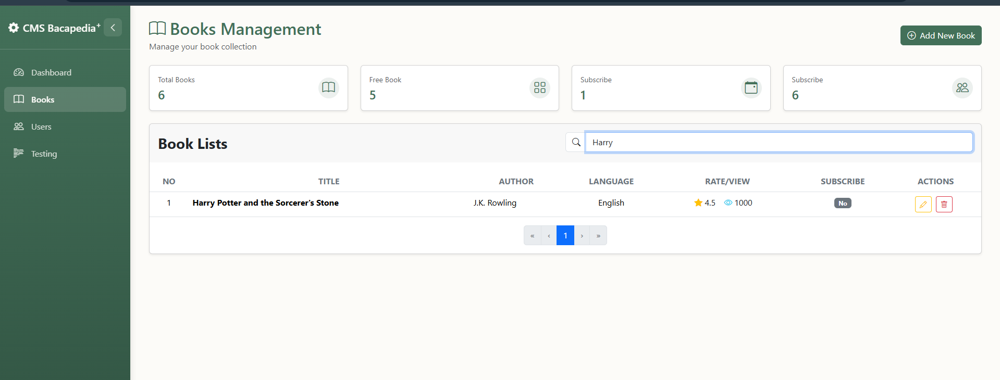 CMS Bacapedia+
Dashboard
Books
Users
Testing
Books Management
Manage your book collection
Add New Book
Total Books
6
Free Book
5
Subscribe
1
Subscribe
6
Book Lists
Harry
NO TITLE AUTHOR LANGUAGE RATE/VIEW SUBSCRIBE ACTIONS
1 Harry Potter and the Sorcerer's Stone J.K. Rowling English 4.5 1000 No
« ‹ 1 › »